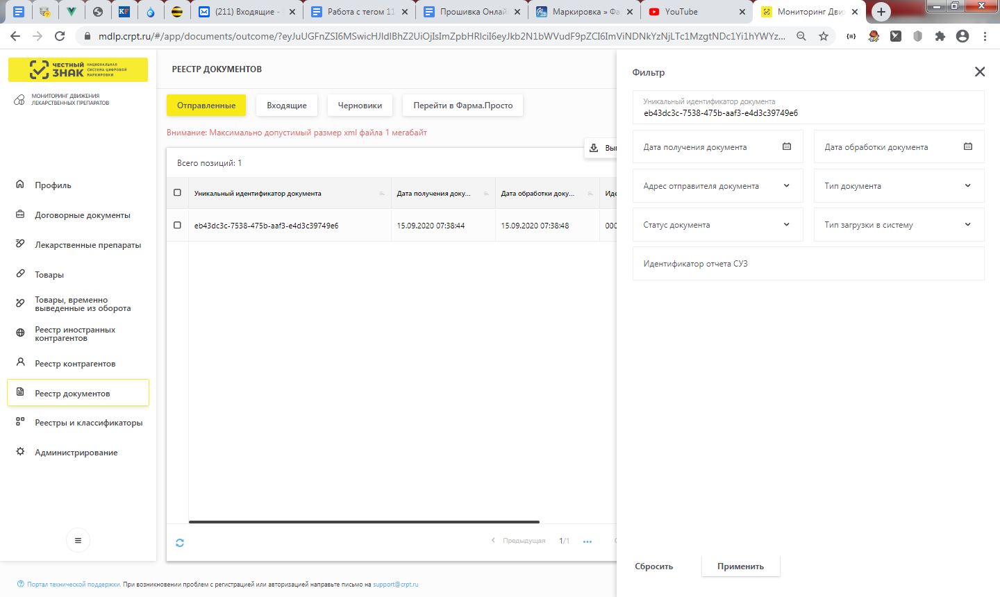 (211) Входящие -
Работа с тегом 11
Прошивка Онлай
Маркировка » Фа
YouTube
Мониторинг Дви
mdlp.crpt.ru/#/app/documents/outcome/?eyJuUGFnZSI6MSwicHJldlBhZ2UiOjIsImZpbHRlciI6eyJkb2N1bWVudF9pZCI6ImViNDNkYzNjLTc1MzgtNDc1Yi1hYWYz...
ЧЕСТНЫЙ
ЗНАК
НАЦИОНАЛЬНАЯ
СИСТЕМА ЦИФРОВОЙ
МАРКИРОВКИ
МОНИТОРИНГ ДВИЖЕНИЯ
ЛЕКАРСТВЕННЫХ ПРЕПАРАТОВ
Профиль
Договорные документы
Лекарственные препараты
Товары
Товары, временно
выведенные из оборота
Реестр иностранных
контрагентов
Реестр контрагентов
Реестр документов
Реестры и классификаторы
Администрирование
РЕЕСТР ДОКУМЕНТОВ
Отправленные
Входящие
Черновики
Перейти в Фарма.Просто
Внимание: Максимально допустимый размер xml файла 1 мегабайт
Вы
Всего позиций: 1
Уникальный идентификатор документа
Дата получения доку...
Дата обработки доку...
Иде
eb43dc3c-7538-475b-aaf3-e4d3c39749e6
15.09.2020 07:38:44
15.09.2020 07:38:48
000
Предыдущая
1/1
...
Фильтр
Уникальный идентификатор документа
eb43dc3c-7538-475b-aaf3-e4d3c39749e6
Дата получения документа
Дата обработки документа
Адрес отправителя документа
Тип документа
Статус документа
Тип загрузки в систему
Идентификатор отчета СУЗ
Сбросить
Применить
Портал технической поддержки. При возникновении проблем с регистрацией или авторизацией направьте письмо на support@crpt.ru